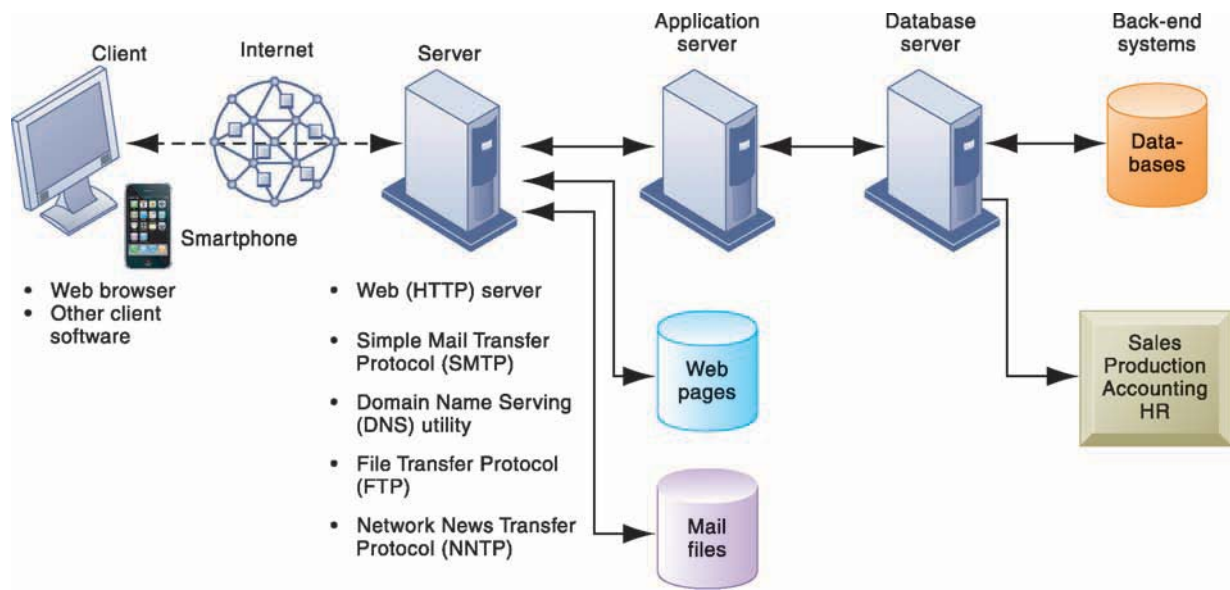 Client
Internet
Server
Application
server
Database
server
Back-end
systems
Data-
bases
Smartphone
• Web browser
• Other client
software
• Web (HTTP) server
• Simple Mail Transfer
Protocol (SMTP)
• Domain Name Serving
(DNS) utility
• File Transfer Protocol
(FTP)
• Network News Transfer
Protocol (NNTP)
Web
pages
Mail
files
Sales
Production
Accounting
HR